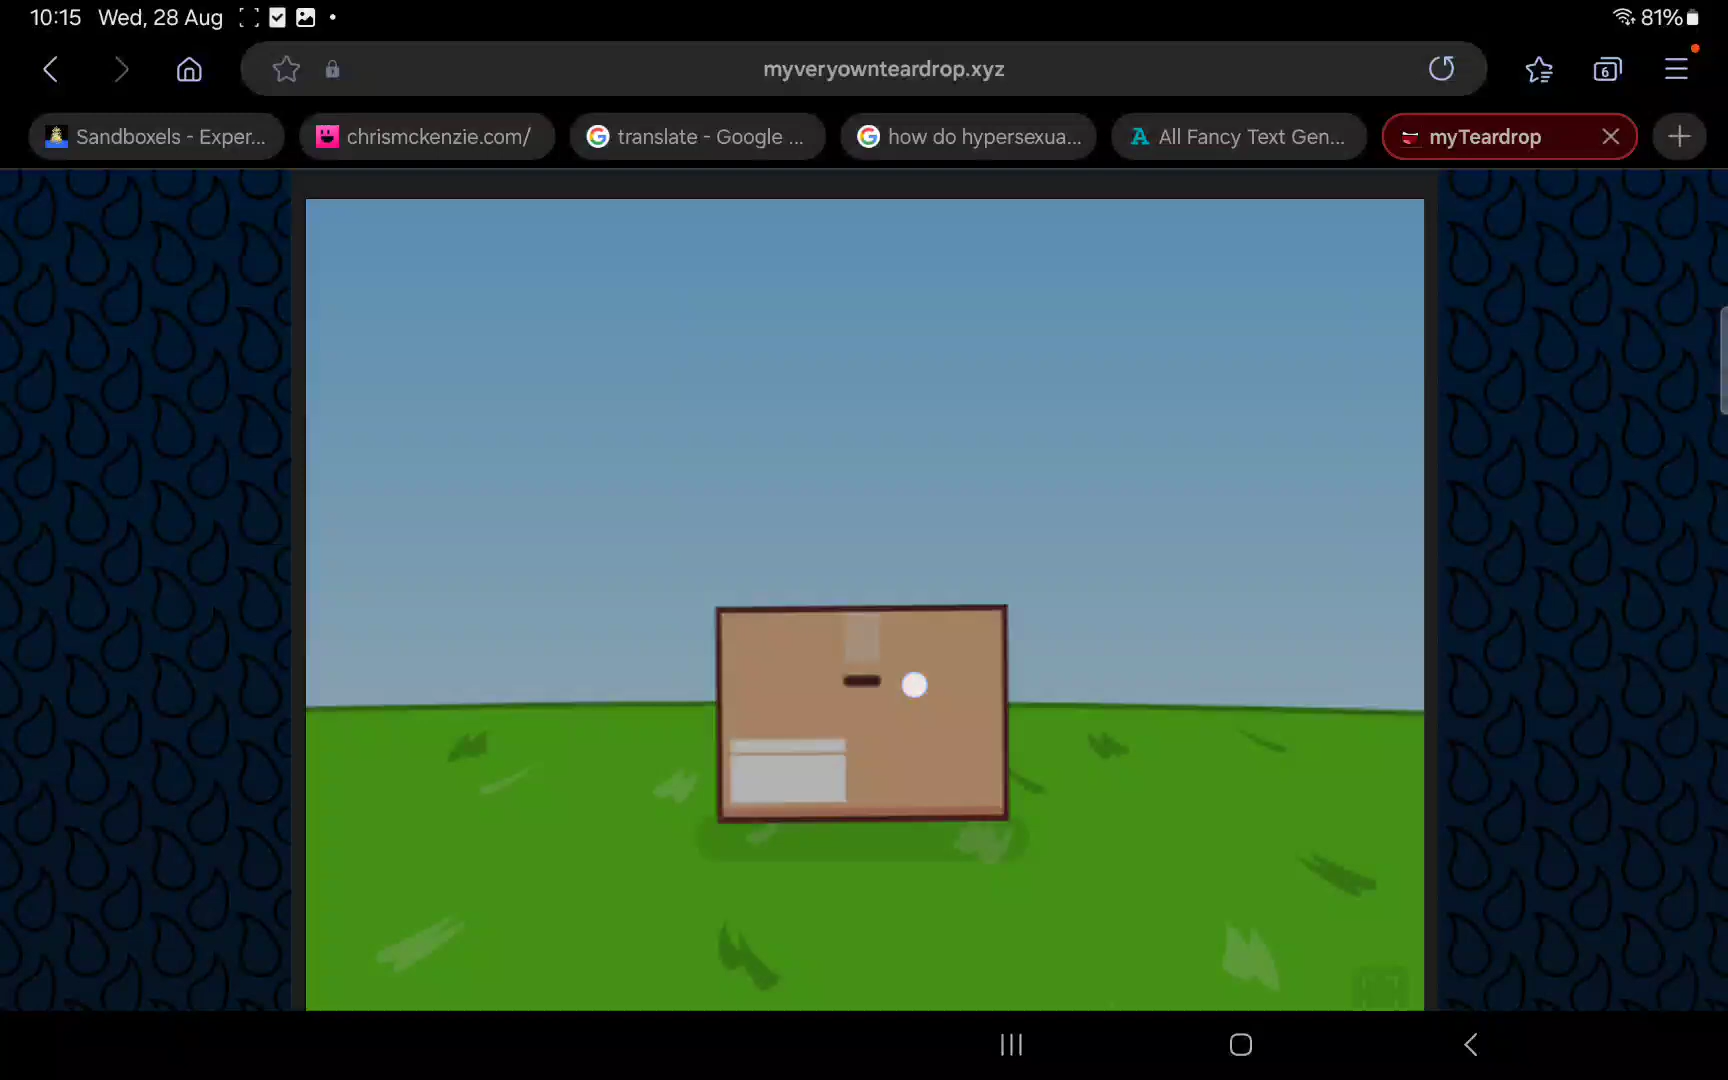 10:15 Wed, 28 Aug
81%
myveryownteardrop.xyz
6
Sandboxels - Exper...
chrismckenzie.com/
translate - Google ...
how do hypersexua...
All Fancy Text Gen...
myTeardrop